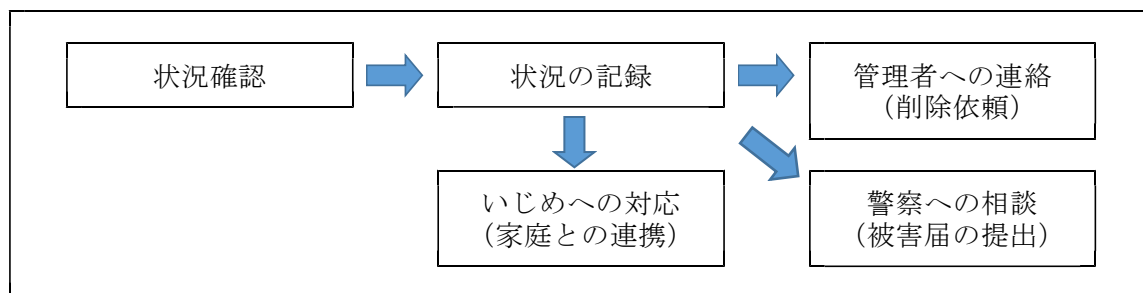 状況確認
状況の記録
管理者への連絡
（削除依頼）
いじめへの対応
（家庭との連携）
警察への相談
（被害届の提出）